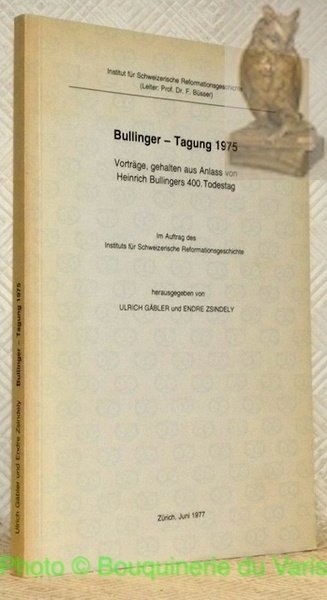 Institut für Schweizerische Reformationsgeschichte
(Leiter: Prof. Dr. F. Büsser)
Bullinger – Tagung 1975
Vorträge, gehalten aus Anlass von
Heinrich Bullingers 400. Todestag
Im Auftrag des
Instituts für Schweizerische Reformationsgeschichte
herausgegeben von
ULRICH GÄBLER und ENDRE ZSINDELY
Zürich, Juni 1977
Ulrich Gäbler und Endre Zsindely Bullinger – Tagung 1975
Photo © Bouquinerie du Varis